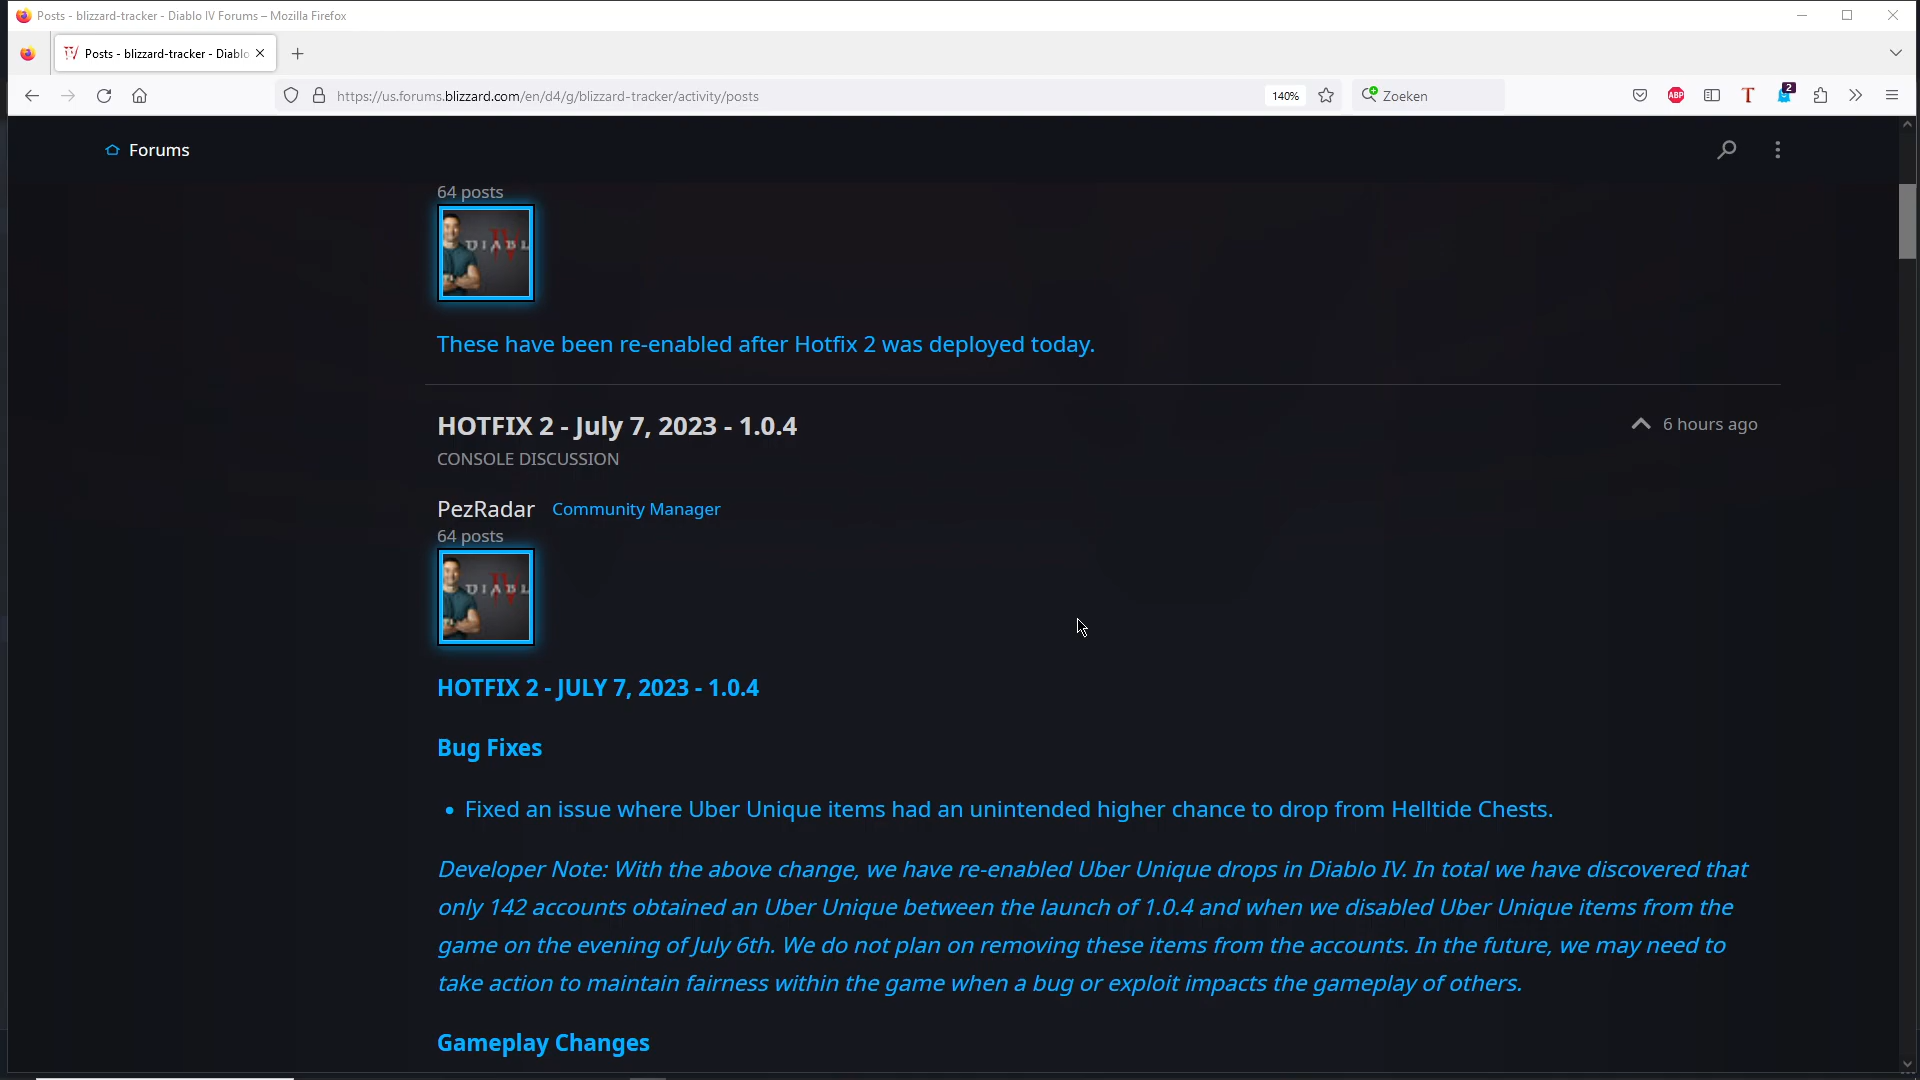 Posts - blizzard-tracker - Diablo IV Forums – Mozilla Firefox
Posts - blizzard-tracker - Diablo
https://us.forums.blizzard.com/en/d4/g/blizzard-tracker/activity/posts
140%
Zoeken
ABP
T
2
Forums
64 posts
DIABL
These have been re-enabled after Hotfix 2 was deployed today.
HOTFIX 2 - July 7, 2023 - 1.0.4
6 hours ago
CONSOLE DISCUSSION
PezRadar Community Manager
64 posts
DIABL
HOTFIX 2 - JULY 7, 2023 - 1.0.4
Bug Fixes
• Fixed an issue where Uber Unique items had an unintended higher chance to drop from Helltide Chests.
Developer Note: With the above change, we have re-enabled Uber Unique drops in Diablo IV. In total we have discovered that
only 142 accounts obtained an Uber Unique between the launch of 1.0.4 and when we disabled Uber Unique items from the
game on the evening of July 6th. We do not plan on removing these items from the accounts. In the future, we may need to
take action to maintain fairness within the game when a bug or exploit impacts the gameplay of others.
Gameplay Changes